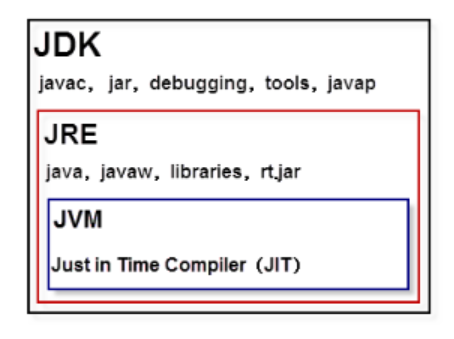 JDK
javac, jar, debugging, tools, javap
JRE
java, javaw, libraries, rt.jar
JVM
Just in Time Compiler (JIT)